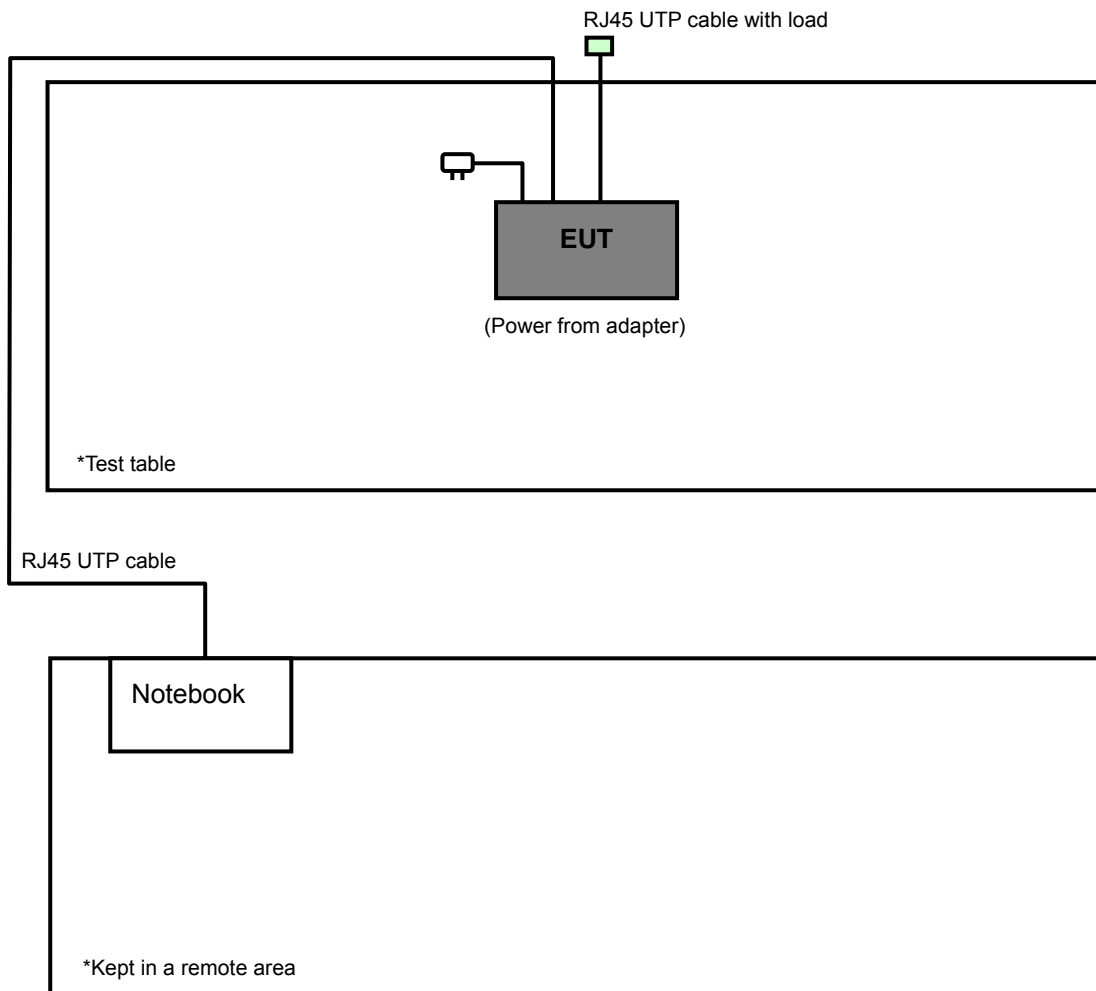 RJ45 UTP cable with load
EUT
(Power from adapter)
*Test table
RJ45 UTP cable
Notebook
*Kept in a remote area